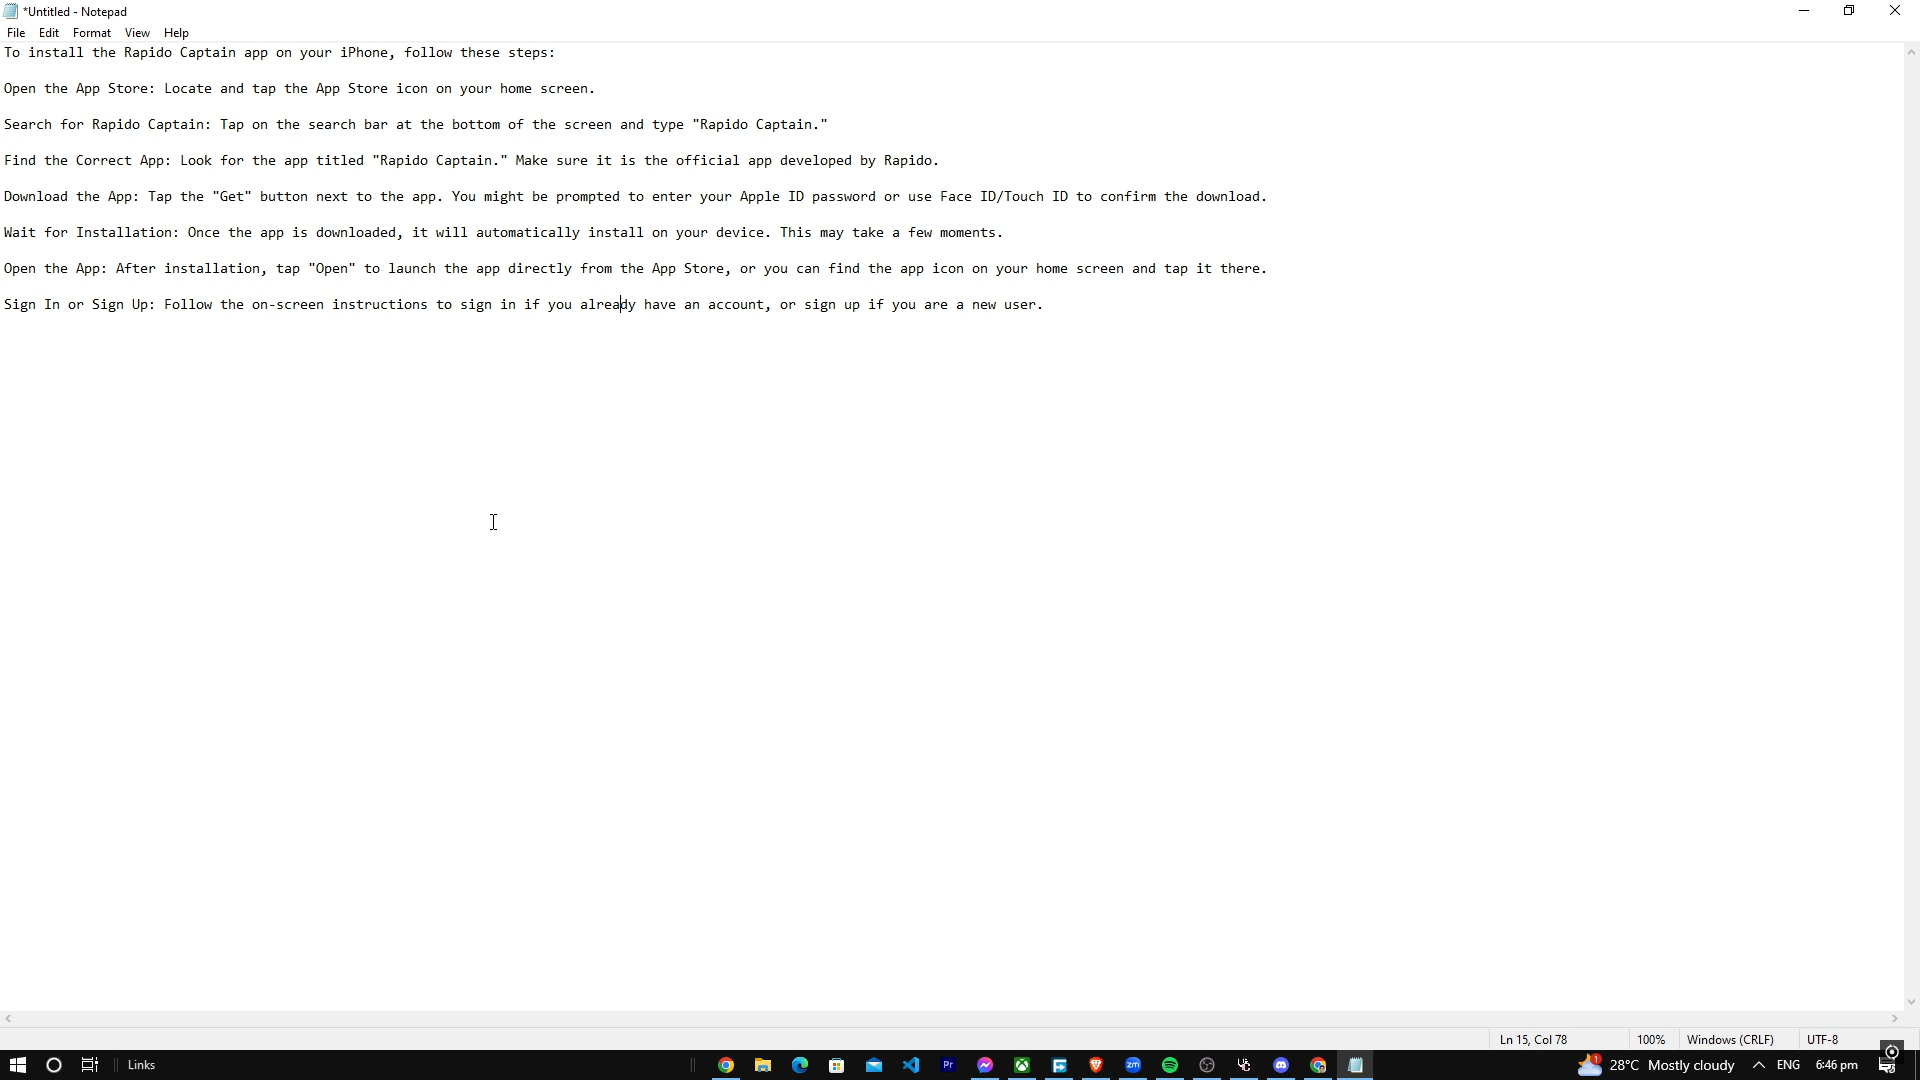 *Untitled - Notepad
File Edit Format View Help
To install the Rapido Captain app on your iPhone, follow these steps:
Open the App Store: Locate and tap the App Store icon on your home screen.
Search for Rapido Captain: Tap on the search bar at the bottom of the screen and type "Rapido Captain."
Find the Correct App: Look for the app titled "Rapido Captain." Make sure it is the official app developed by Rapido.
Download the App: Tap the "Get" button next to the app. You might be prompted to enter your Apple ID password or use Face ID/Touch ID to confirm the download.
Wait for Installation: Once the app is downloaded, it will automatically install on your device. This may take a few moments.
Open the App: After installation, tap "Open" to launch the app directly from the App Store, or you can find the app icon on your home screen and tap it there.
Sign In or Sign Up: Follow the on-screen instructions to sign in if you already have an account, or sign up if you are a new user.
Ln 15, Col 78 100% Windows (CRLF) UTF-8
Links Pr zm 1 28°C Mostly cloudy ENG 6:46 pm